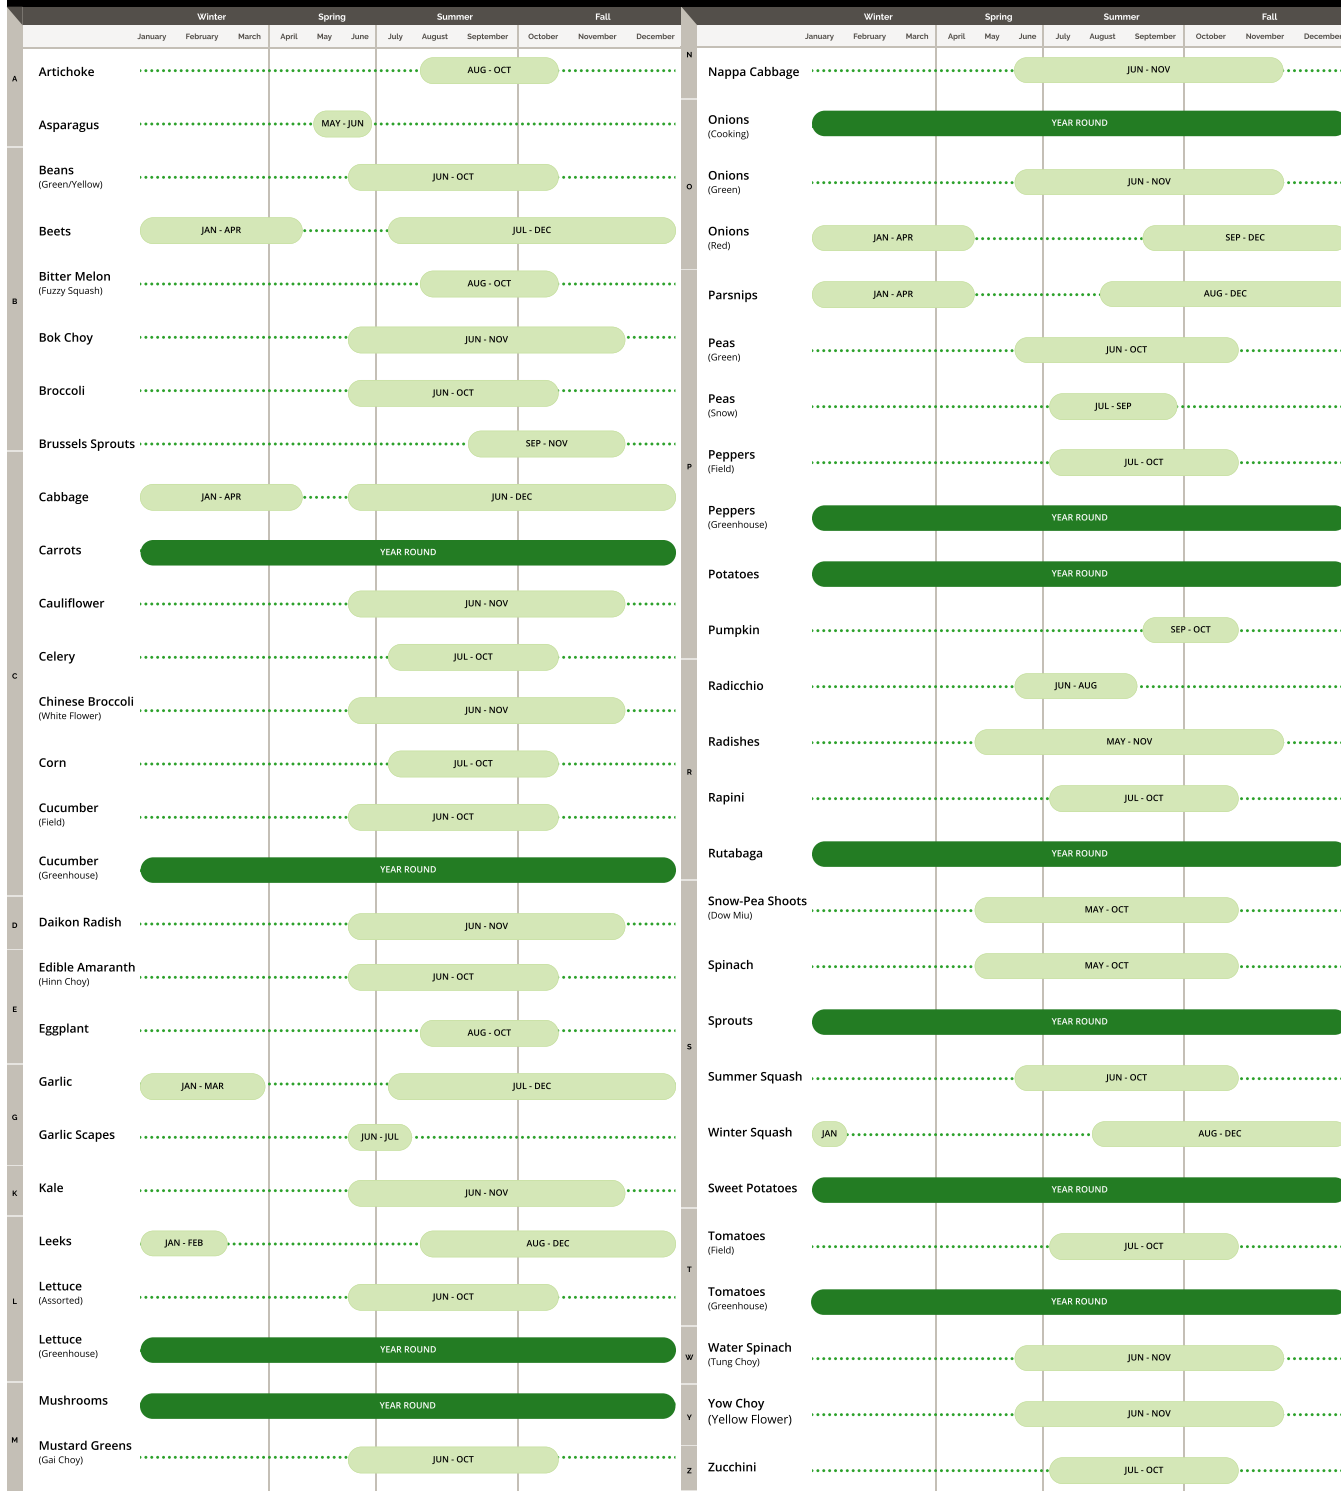 Winter Spring Summer Fall
January February March April May June July August September October November December
A
Artichoke AUG - OCT
Asparagus MAY - JUN
B
Beans JUN - OCT
(Green/Yellow)
Beets JAN - APR JUL - DEC
Bitter Melon AUG - OCT
(Fuzzy Squash)
Bok Choy JUN - NOV
Broccoli JUN - OCT
Brussels Sprouts SEP - NOV
C
Cabbage JAN - APR JUN - DEC
Carrots YEAR ROUND
Cauliflower JUN - NOV
Celery JUL - OCT
Chinese Broccoli JUN - NOV
(White Flower)
Corn JUL - OCT
Cucumber JUN - OCT
(Field)
Cucumber YEAR ROUND
(Greenhouse)
D
Daikon Radish JUN - NOV
E
Edible Amaranth JUN - OCT
(Hinn Choy)
Eggplant AUG - OCT
G
Garlic JAN - MAR JUL - DEC
Garlic Scapes JUN - JUL
K
Kale JUN - NOV
L
Leeks JAN - FEB AUG - DEC
Lettuce JUN - OCT
(Assorted)
Lettuce YEAR ROUND
(Greenhouse)
M
Mushrooms YEAR ROUND
Mustard Greens JUN - OCT
(Gai Choy)
Winter Spring Summer Fall
January February March April May June July August September October November December
N
Nappa Cabbage JUN - NOV
O
Onions YEAR ROUND
(Cooking)
Onions JUN - NOV
(Green)
Onions JAN - APR SEP - DEC
(Red)
P
Parsnips JAN - APR AUG - DEC
Peas JUN - OCT
(Green)
Peas JUL - SEP
(Snow)
Peppers JUL - OCT
(Field)
Peppers YEAR ROUND
(Greenhouse)
Potatoes YEAR ROUND
Pumpkin SEP - OCT
R
Radicchio JUN - AUG
Radishes MAY - NOV
Rapini JUL - OCT
Rutabaga YEAR ROUND
S
Snow-Pea Shoots MAY - OCT
(Dow Miu)
Spinach MAY - OCT
Sprouts YEAR ROUND
Summer Squash JUN - OCT
Winter Squash JAN AUG - DEC
Sweet Potatoes YEAR ROUND
T
Tomatoes JUL - OCT
(Field)
Tomatoes YEAR ROUND
(Greenhouse)
W
Water Spinach JUN - NOV
(Tung Choy)
Y
Yow Choy JUN - NOV
(Yellow Flower)
Z
Zucchini JUL - OCT